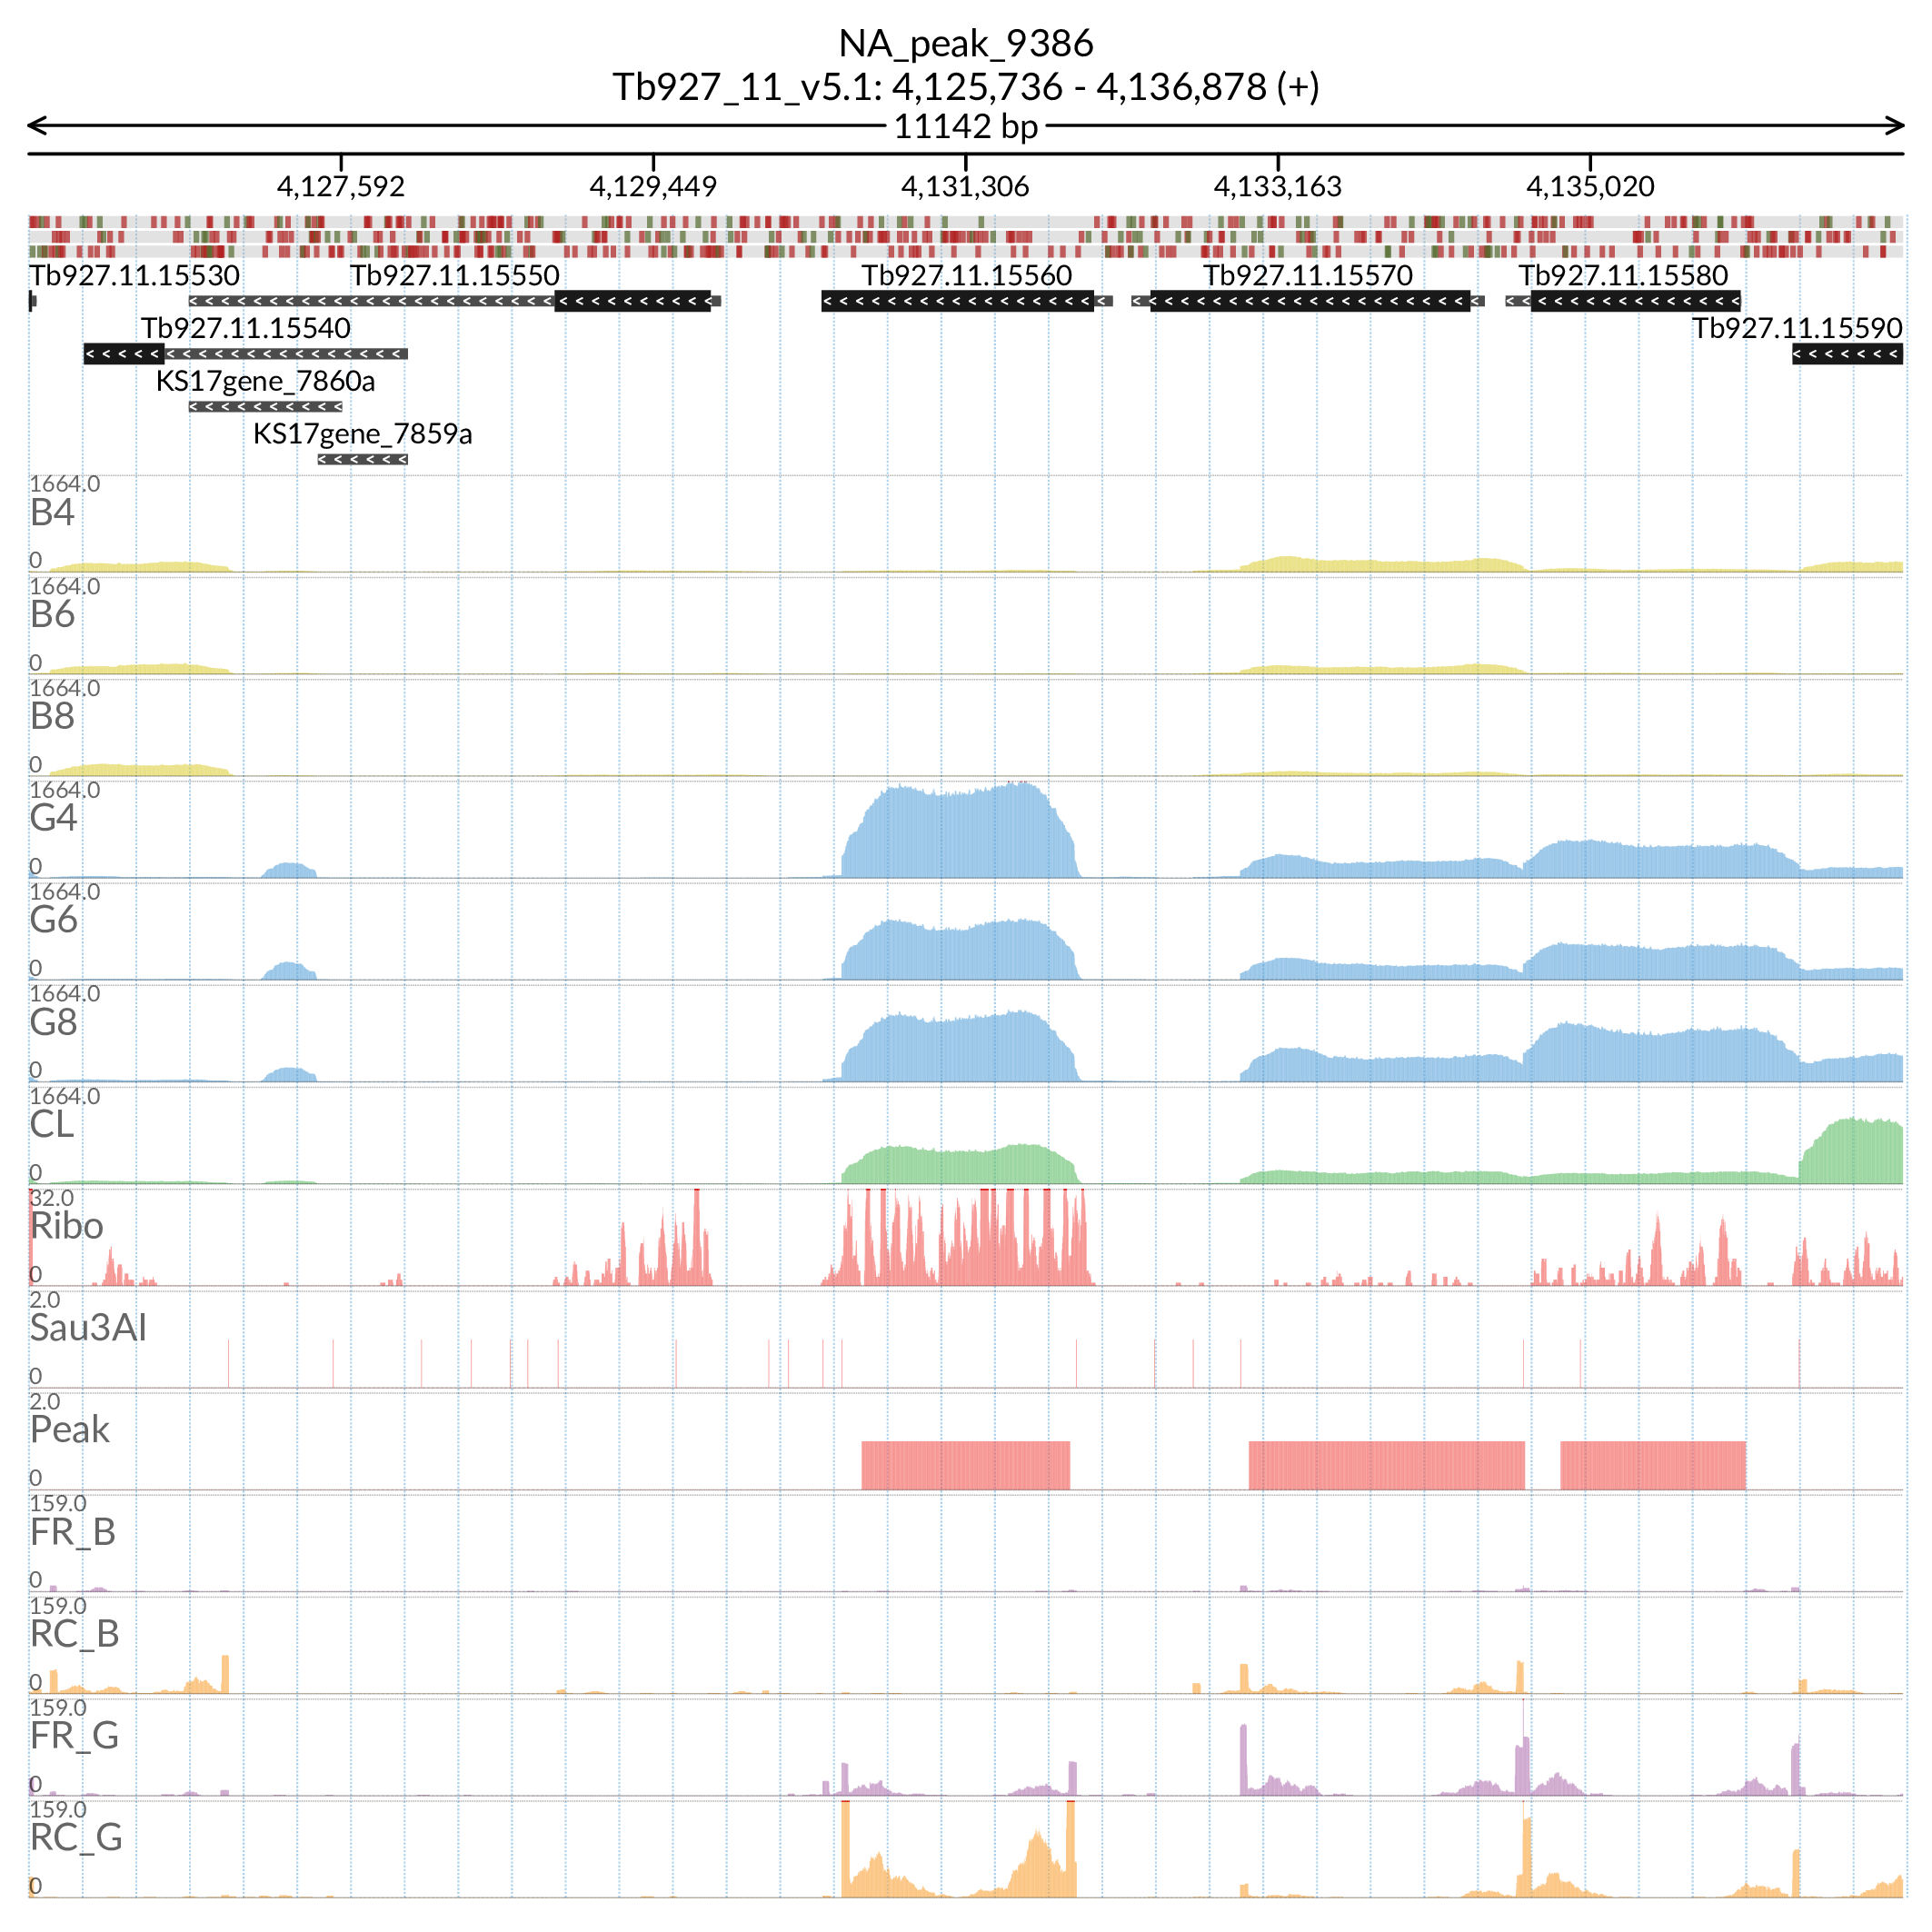 NA_peak_9386
Tb927_11_v5.1: 4,125,736 - 4,136,878 (+)
11142 bp
4,127,592 4,129,449 4,131,306 4,133,163 4,135,020
Tb927.11.15530 Tb927.11.15550 Tb927.11.15560 Tb927.11.15570 Tb927.11.15580
Tb927.11.15540 Tb927.11.15590
KS17gene_7860a
KS17gene_7859a
1664.0
B4
0
1664.0
B6
0
1664.0
B8
0
1664.0
G4
0
1664.0
G6
0
1664.0
G8
0
1664.0
CL
0
32.0
Ribo
0
2.0
Sau3AI
0
2.0
Peak
0
159.0
FR_B
0
159.0
RC_B
0
159.0
FR_G
0
159.0
RC_G
0